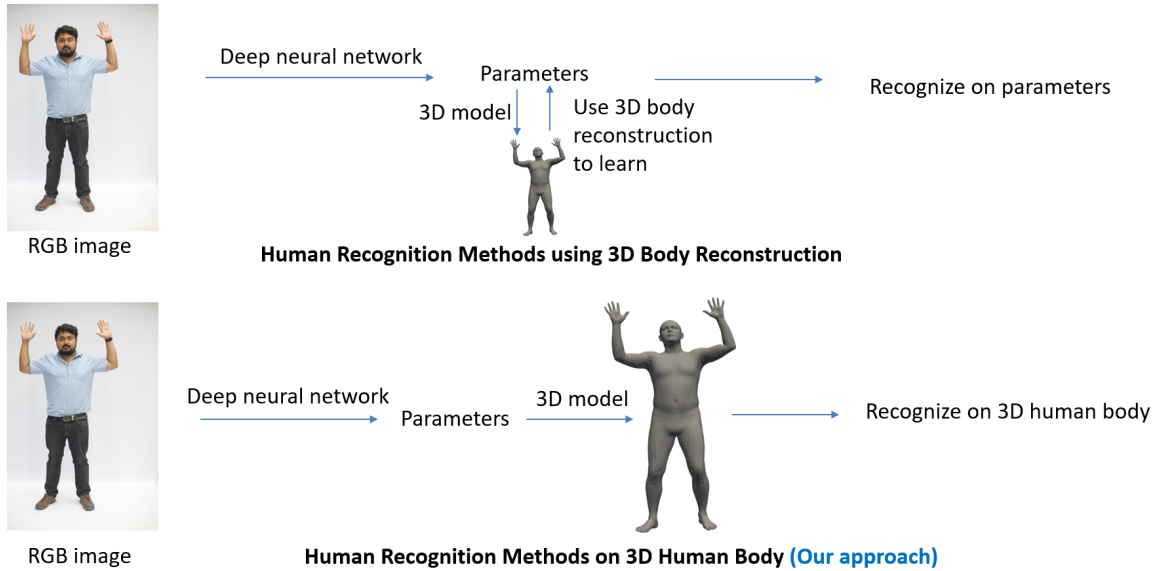 Deep neural network
Parameters
Recognize on parameters
3D model
Use 3D body
reconstruction
to learn
RGB image
Human Recognition Methods using 3D Body Reconstruction
Deep neural network
Parameters
3D model
Recognize on 3D human body
RGB image
Human Recognition Methods on 3D Human Body (Our approach)